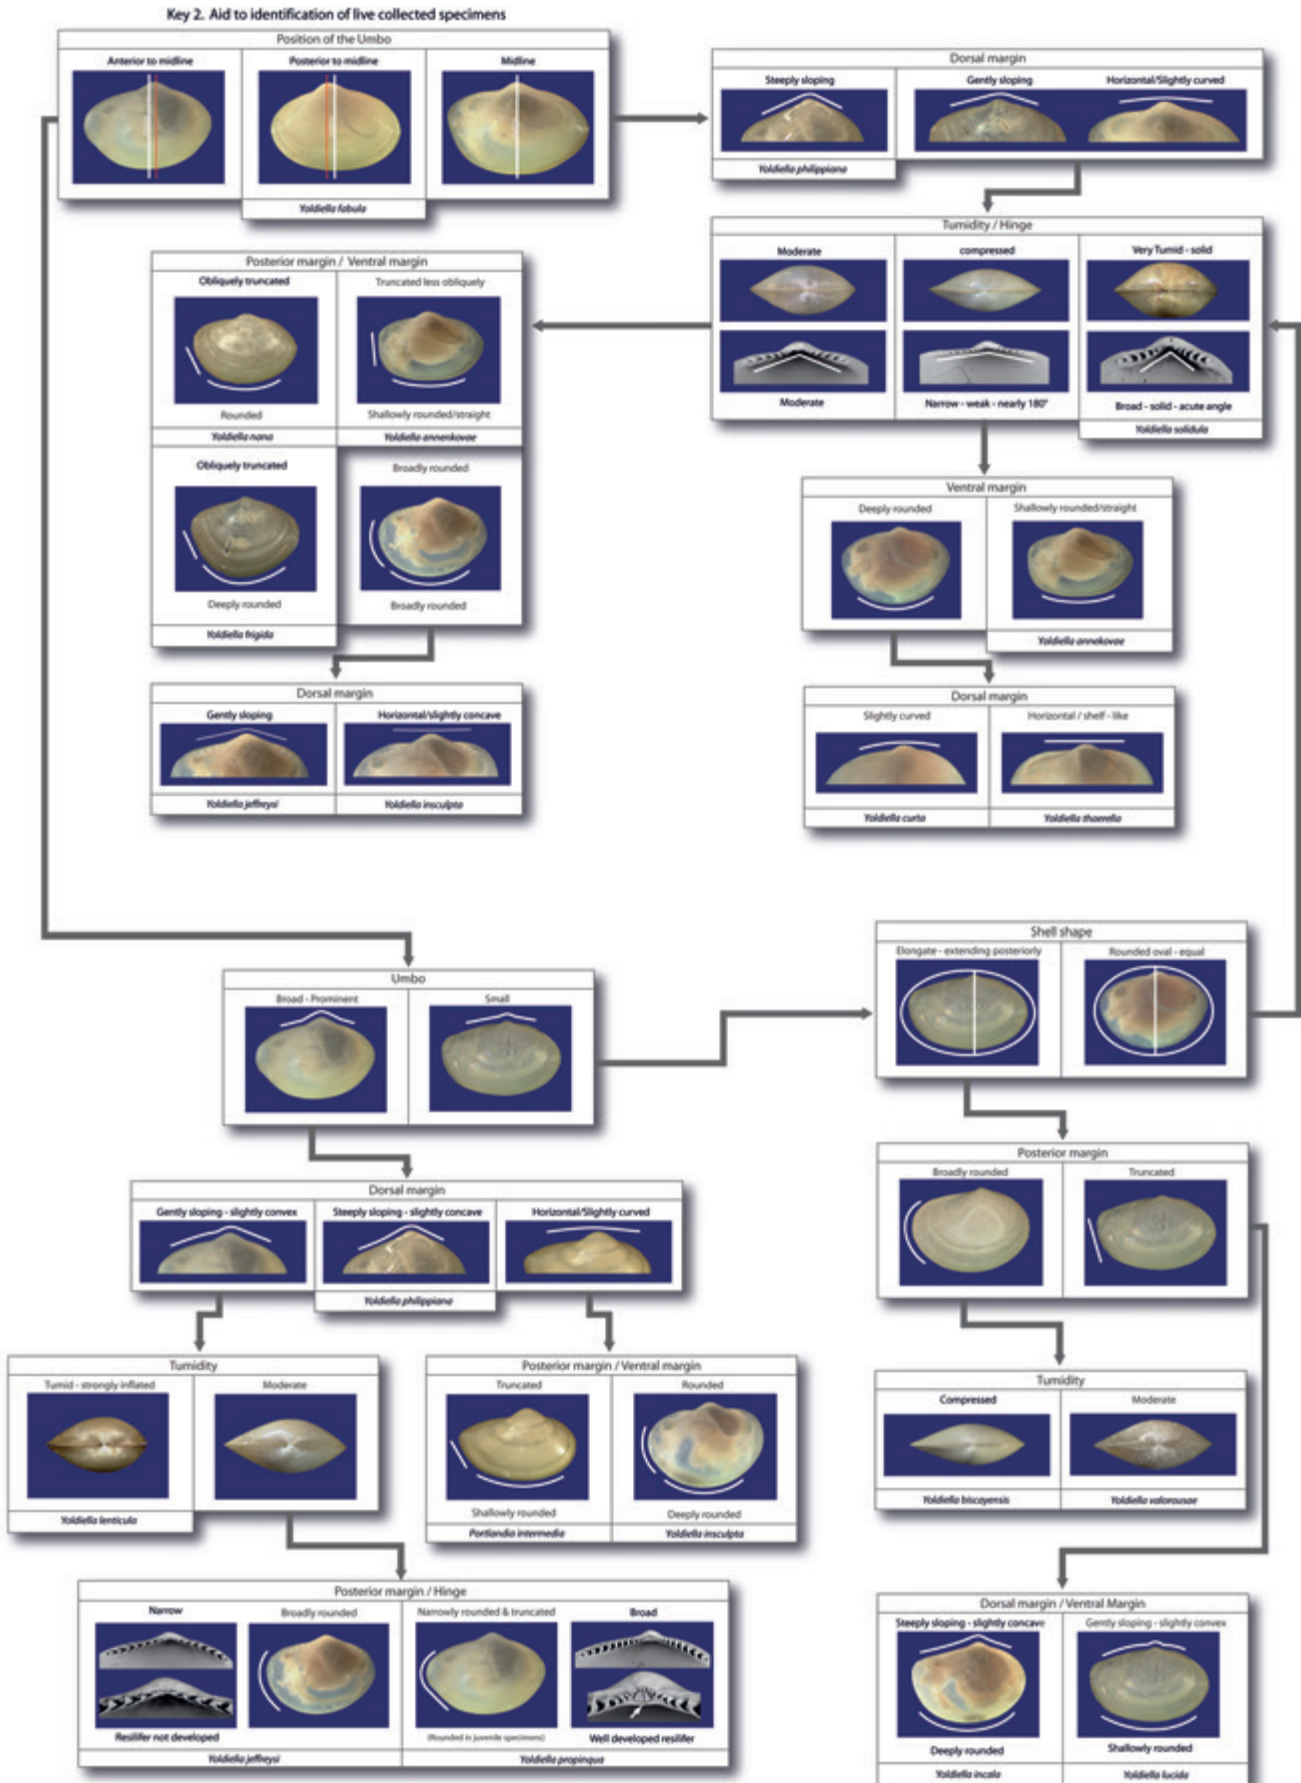 Key 2. Aid to identification of live collected specimens
Position of the Umbo
Anterior to midline
Posterior to midline
Midline
Yoldiella fabula
Dorsal margin
Steeply sloping
Gently sloping
Horizontal/Slightly curved
Yoldiella philippiana
Tumidity / Hinge
Moderate
compressed
Very Tumid - solid
Moderate
Narrow - weak - nearly 180°
Broad - solid - acute angle
Yoldiella solidula
Posterior margin / Ventral margin
Obliquely truncated
Truncated less obliquely
Rounded
Shallowly rounded/straight
Yoldiella nana
Yoldiella annenkovae
Obliquely truncated
Broadly rounded
Deeply rounded
Broadly rounded
Yoldiella frigida
Dorsal margin
Gently sloping
Horizontal/slightly concave
Yoldiella jeffreysi
Yoldiella insculpta
Ventral margin
Deeply rounded
Shallowly rounded/straight
Yoldiella annekovae
Dorsal margin
Slightly curved
Horizontal / shelf - like
Yoldiella curta
Yoldiella thaerella
Umbo
Broad - Prominent
Small
Shell shape
Elongate - extending posteriorly
Rounded oval - equal
Posterior margin
Broadly rounded
Truncated
Dorsal margin
Gently sloping - slightly convex
Steeply sloping - slightly concave
Horizontal/Slightly curved
Yoldiella philippiana
Tumidity
Tumid - strongly inflated
Moderate
Yoldiella lenticula
Posterior margin / Ventral margin
Truncated
Rounded
Shallowly rounded
Deeply rounded
Portlandia intermedia
Yoldiella insculpta
Tumidity
Compressed
Moderate
Yoldiella biscayensis
Yoldiella valorousae
Posterior margin / Hinge
Narrow
Broadly rounded
Narrowly rounded & truncated
Broad
Resilifer not developed
(Rounded in juvenile specimens)
Well developed resilifer
Yoldiella jeffreysi
Yoldiella propinqua
Dorsal margin / Ventral Margin
Steeply sloping - slightly concave
Gently sloping - slightly convex
Deeply rounded
Shallowly rounded
Yoldiella incala
Yoldiella lucida